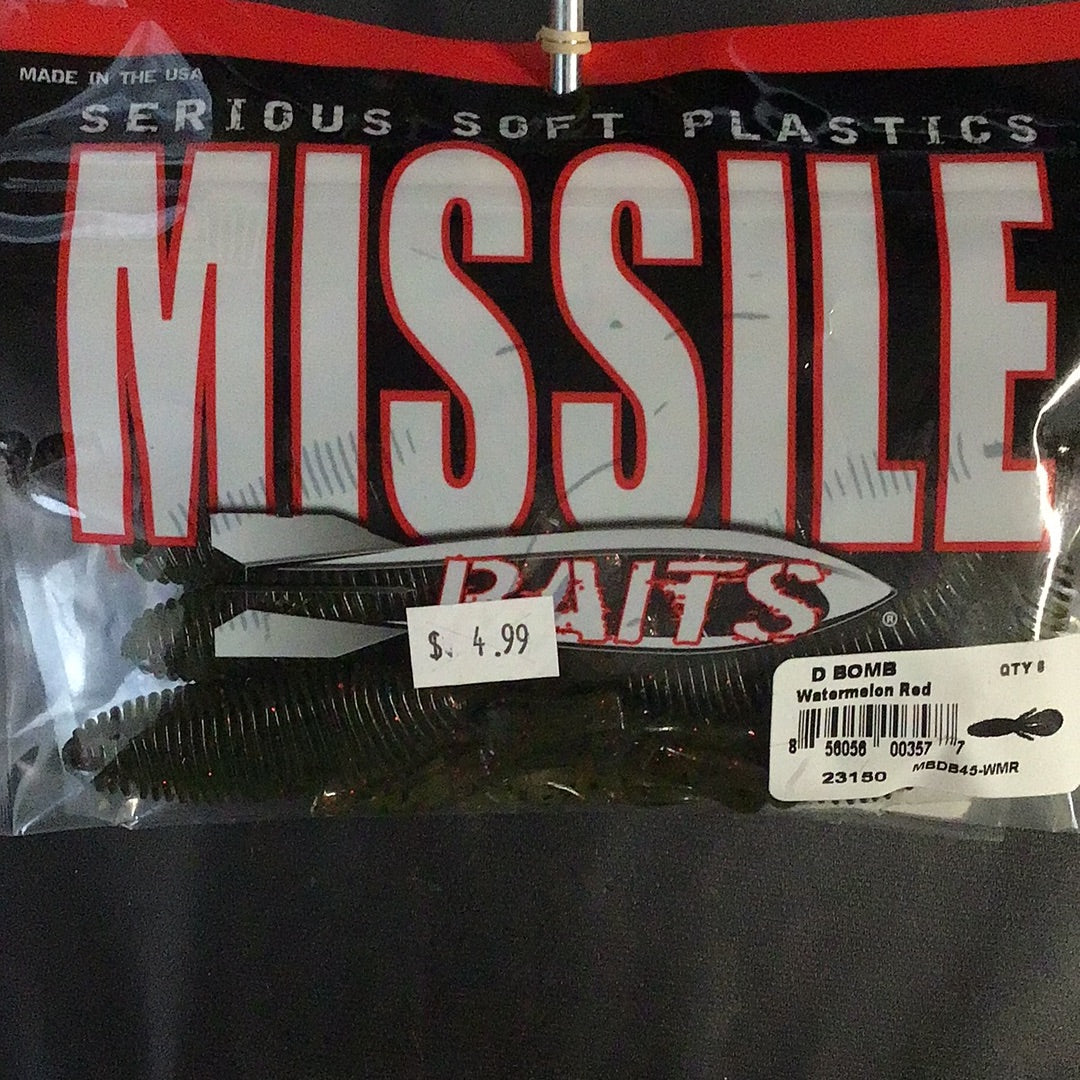 MADE IN THE USA
SERIOUS SOFT PLASTICS
MISSILE
BAITS
®
$. 4.99
D BOMB QTY 6
Watermelon Red
8 56056 00357 7
23150 MBDB45-WMR